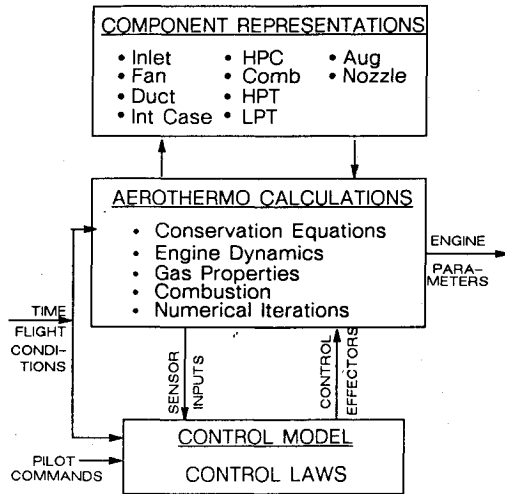 COMPONENT REPRESENTATIONS
• Inlet • HPC • Aug
• Fan • Comb • Nozzle
• Duct • HPT
• Int Case • LPT
AEROTHERMO CALCULATIONS
• Conservation Equations
• Engine Dynamics
• Gas Properties
• Combustion
• Numerical Iterations
ENGINE
PARA-
METERS
TIME
FLIGHT
CONDI-
TIONS
SENSOR
INPUTS
CONTROL
EFFECTORS
PILOT
COMMANDS
CONTROL MODEL
CONTROL LAWS